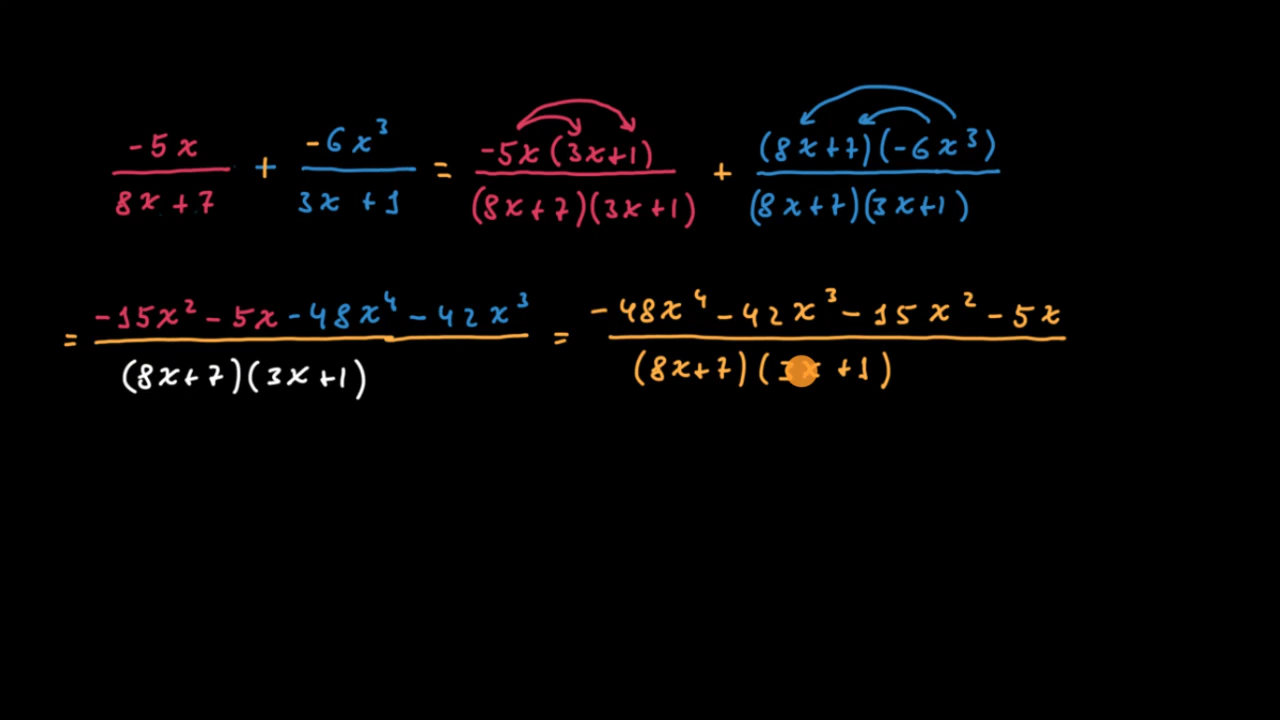 -5x/(8x+7) + -6x³/(3x+1) = -5x(3x+1)/((8x+7)(3x+1)) + (8x+7)(-6x³)/((8x+7)(3x+1))
= (-15x²-5x-48x⁴-42x³)/((8x+7)(3x+1)) = (-48x⁴-42x³-15x²-5x)/((8x+7)(3x+1))